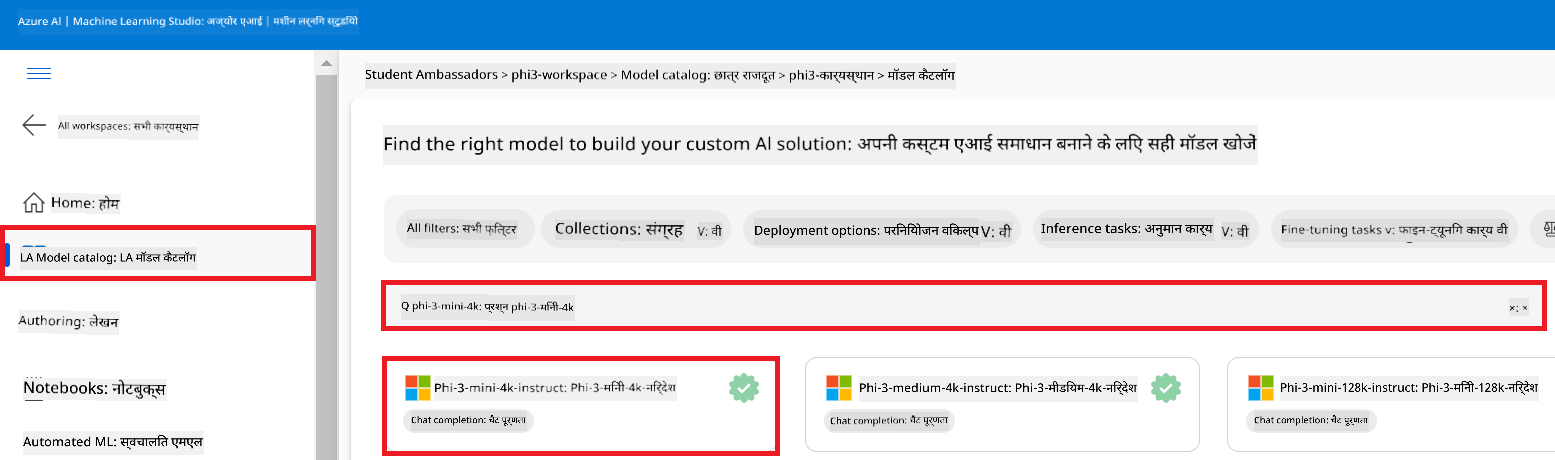 Azure AI | Machine Learning Studio: अज्योर एआई | मशीन लर्निंग स्टूडियो
Student Ambassadors > phi3-workspace > Model catalog: छात्र राजदूत > phi3-कार्यस्थान > मॉडल कैटलॉग
All workspaces: सभी कार्यस्थान
Find the right model to build your custom AI solution: अपनी कस्टम एआई समाधान बनाने के लिए सही मॉडल खोजें
Home: होम
All filters: सभी फ़िल्टर
Collections: संग्रह V: वी
Deployment options: परिनियोजन विकल्प V: वी
Inference tasks: अनुमान कार्य V: वी
Fine-tuning tasks v: फाइन-ट्यूनिंग कार्य वी
LA Model catalog: LA मॉडल कैटलॉग
Q phi-3-mini-4k: प्रश्न phi-3-मिनी-4k
×: ×
Authoring: लेखन
Notebooks: नोटबुक्स
Automated ML: स्वचालित एमएल
Phi-3-mini-4k-instruct: Phi-3-मिनी-4k-निर्देश
Chat completion: चैट पूर्णता
Phi-3-medium-4k-instruct: Phi-3-मीडियम-4k-निर्देश
Chat completion: चैट पूर्णता
Phi-3-mini-128k-instruct: Phi-3-मिनी-128k-निर्देश
Chat completion: चैट पूर्णता